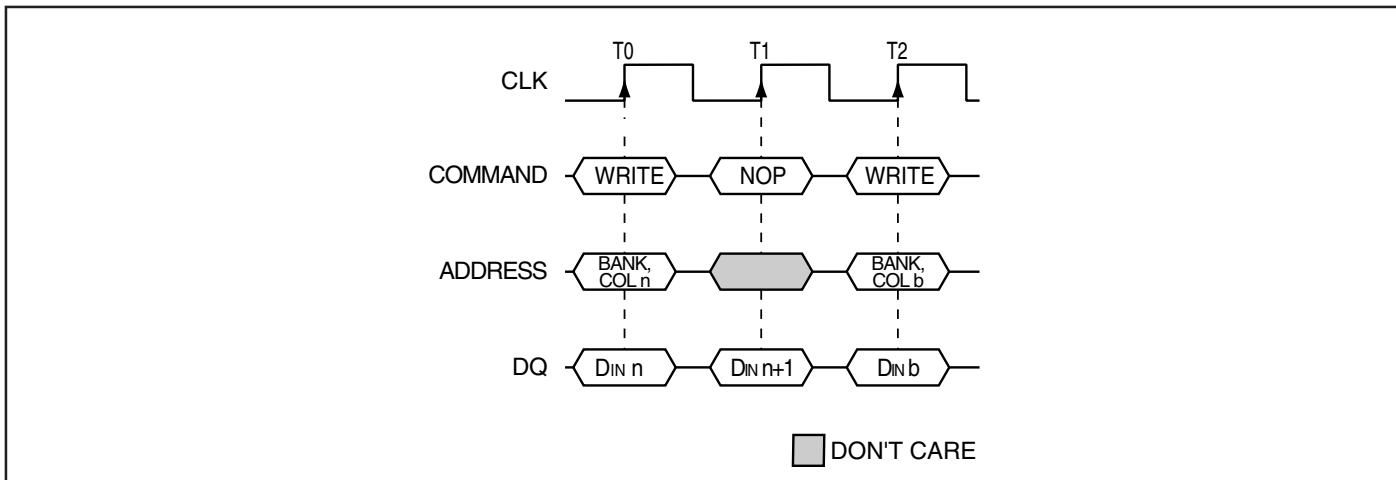 T0 T1 T2
CLK
COMMAND WRITE NOP WRITE
ADDRESS BANK, COL n BANK, COL b
DQ DIN n DIN n+1 DIN b
DON'T CARE